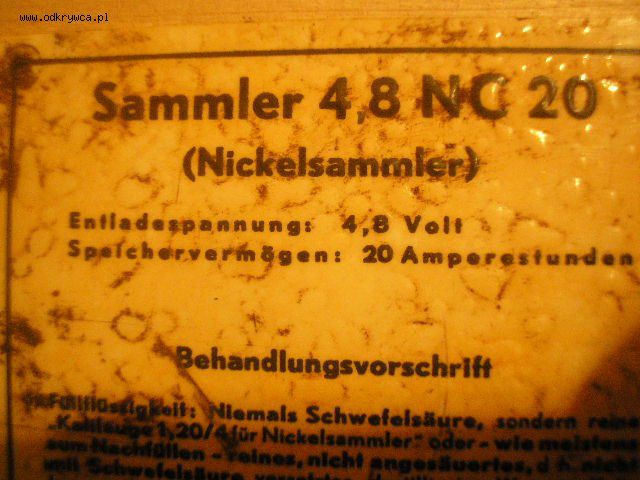 www.odkrywca.pl
Sammler 4,8 NC 20
(Nickelsammler)
Entladespannung: 4,8 Volt
Speichervermögen: 20 Amperestunden
Behandlungsvorschrift
Füllflüssigkeit: Niemals Schwefelsäure, sondern reine
„Kalilauge 1,20/4 für Nickelsammler" oder - wie meistens
zum Nachfüllen - reines, nicht angesäuertes, d. h. nicht
mit Schwefelsäure